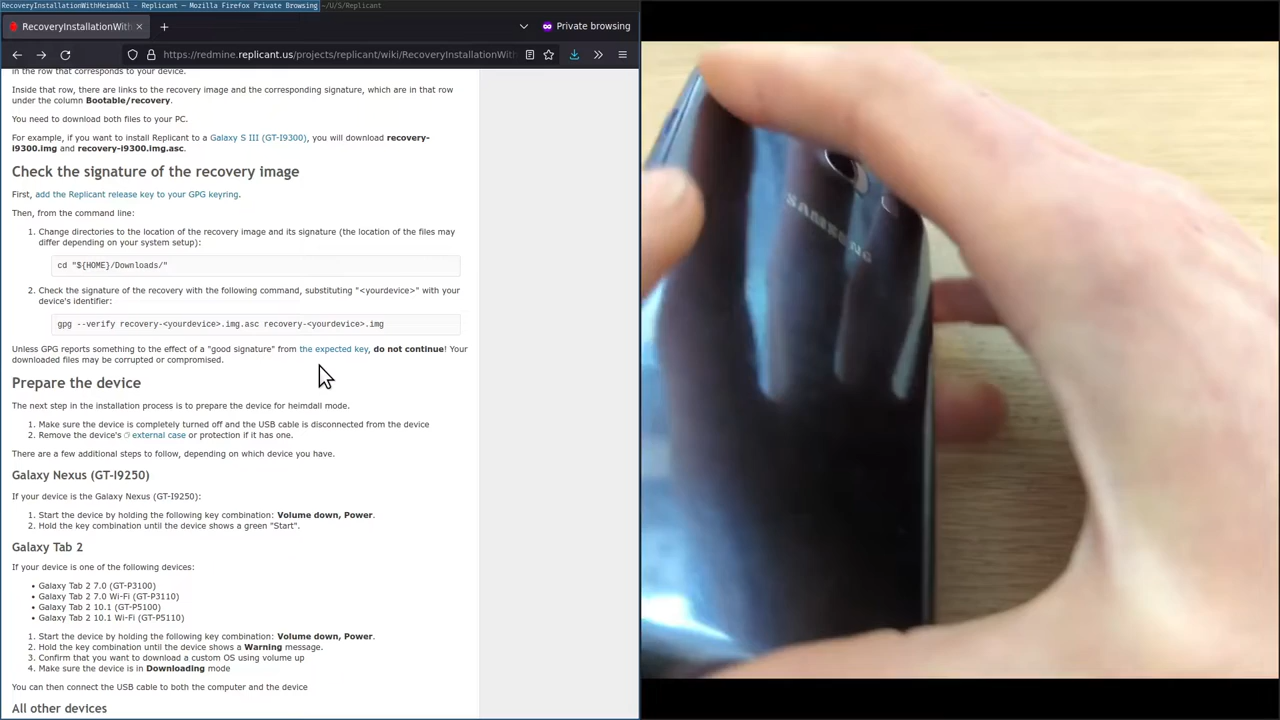 RecoveryInstallationWithHeimdall - Replicant — Mozilla Firefox Private Browsing ~/U/S/Replicant
RecoveryInstallationWith
Private browsing
https://redmine.replicant.us/projects/replicant/wiki/RecoveryInstallationWith
in the row that corresponds to your device.
Inside that row, there are links to the recovery image and the corresponding signature, which are in that row
under the column Bootable/recovery.
You need to download both files to your PC.
For example, if you want to install Replicant to a Galaxy S III (GT-I9300), you will download recovery-
i9300.img and recovery-i9300.img.asc.
Check the signature of the recovery image
First, add the Replicant release key to your GPG keyring.
Then, from the command line:
1. Change directories to the location of the recovery image and its signature (the location of the files may
differ depending on your system setup):
cd "${HOME}/Downloads/"
2. Check the signature of the recovery with the following command, substituting "<yourdevice>" with your
device's identifier:
gpg --verify recovery-<yourdevice>.img.asc recovery-<yourdevice>.img
Unless GPG reports something to the effect of a "good signature" from the expected key, do not continue! Your
downloaded files may be corrupted or compromised.
Prepare the device
The next step in the installation process is to prepare the device for heimdall mode.
1. Make sure the device is completely turned off and the USB cable is disconnected from the device
2. Remove the device's external case or protection if it has one.
There are a few additional steps to follow, depending on which device you have.
Galaxy Nexus (GT-I9250)
If your device is the Galaxy Nexus (GT-I9250):
1. Start the device by holding the following key combination: Volume down, Power.
2. Hold the key combination until the device shows a green "Start".
Galaxy Tab 2
If your device is one of the following devices:
• Galaxy Tab 2 7.0 (GT-P3100)
• Galaxy Tab 2 7.0 Wi-Fi (GT-P3110)
• Galaxy Tab 2 10.1 (GT-P5100)
• Galaxy Tab 2 10.1 Wi-Fi (GT-P5110)
1. Start the device by holding the following key combination: Volume down, Power.
2. Hold the key combination until the device shows a Warning message.
3. Confirm that you want to download a custom OS using volume up
4. Make sure the device is in Downloading mode
You can then connect the USB cable to both the computer and the device
All other devices
SAMSUNG